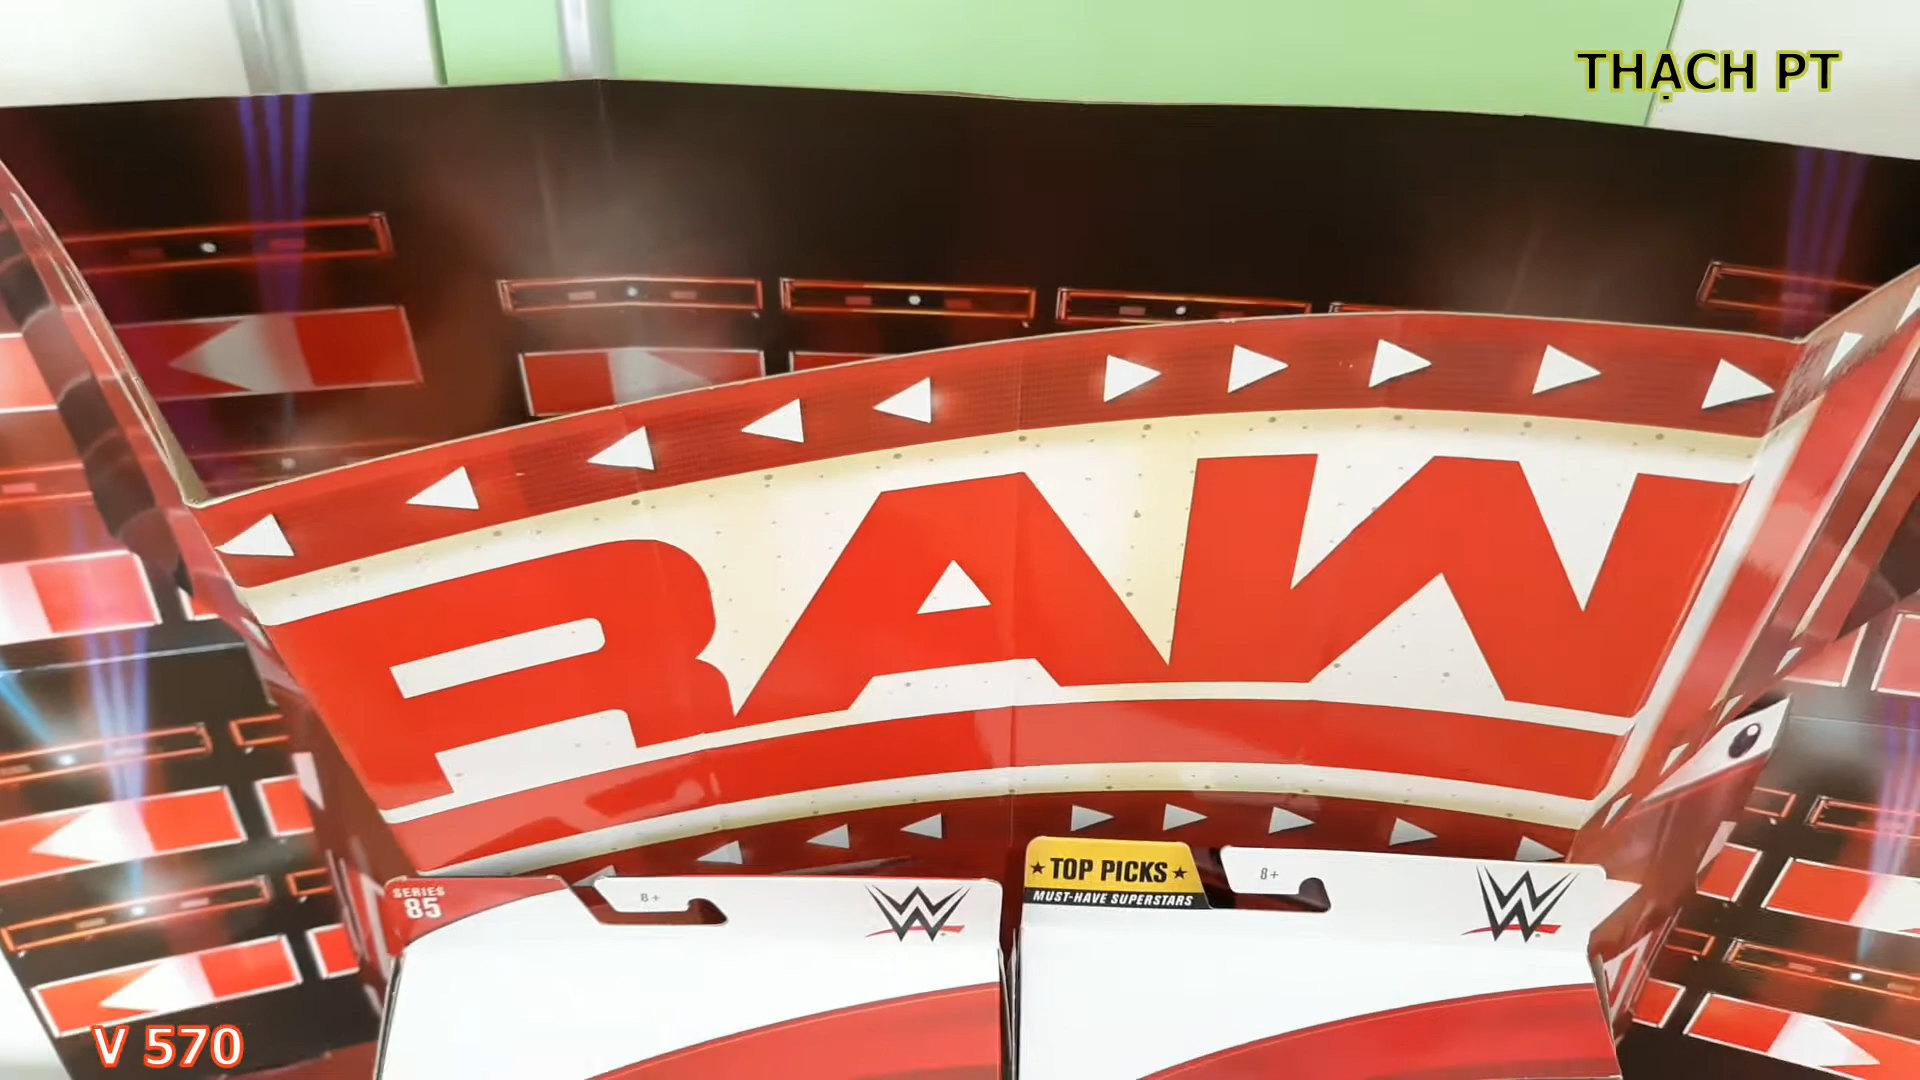 THẠCH PT
RAW
SERIES
85
8+
W
TOP PICKS
MUST-HAVE SUPERSTARS
8+
W
V 570